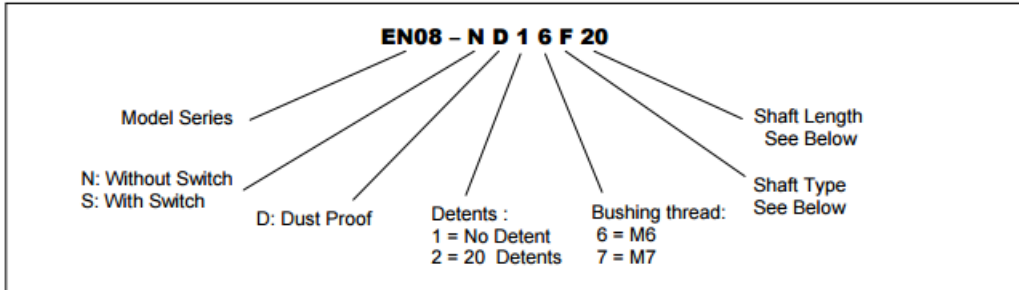 EN08 – N D 1 6 F 20
Model Series
N: Without Switch
S: With Switch
D: Dust Proof
Detents :
1 = No Detent
2 = 20 Detents
Bushing thread:
6 = M6
7 = M7
Shaft Type
See Below
Shaft Length
See Below